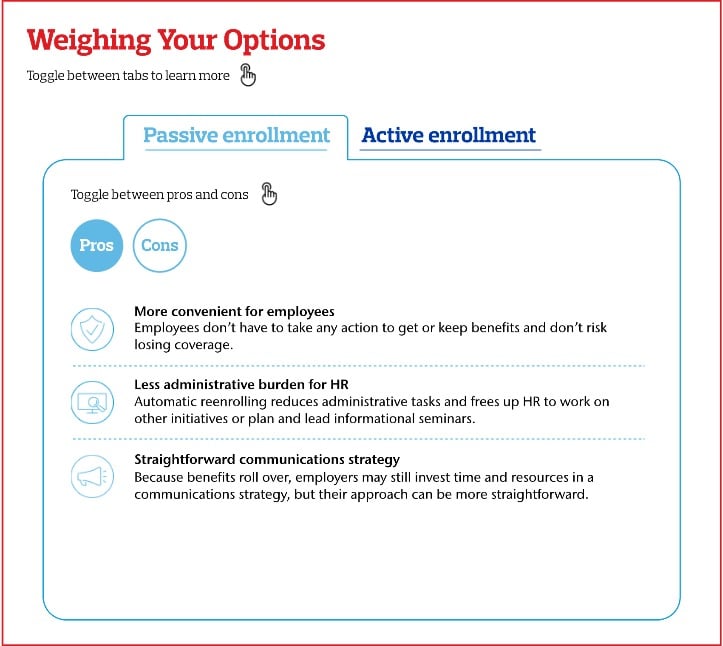 Weighing Your Options
Toggle between tabs to learn more
Passive enrollment
Active enrollment
Toggle between pros and cons
Pros
Cons
More convenient for employees
Employees don't have to take any action to get or keep benefits and don't risk
losing coverage.
Less administrative burden for HR
Automatic reenrolling reduces administrative tasks and frees up HR to work on
other initiatives or plan and lead informational seminars.
Straightforward communications strategy
Because benefits roll over, employers may still invest time and resources in a
communications strategy, but their approach can be more straightforward.